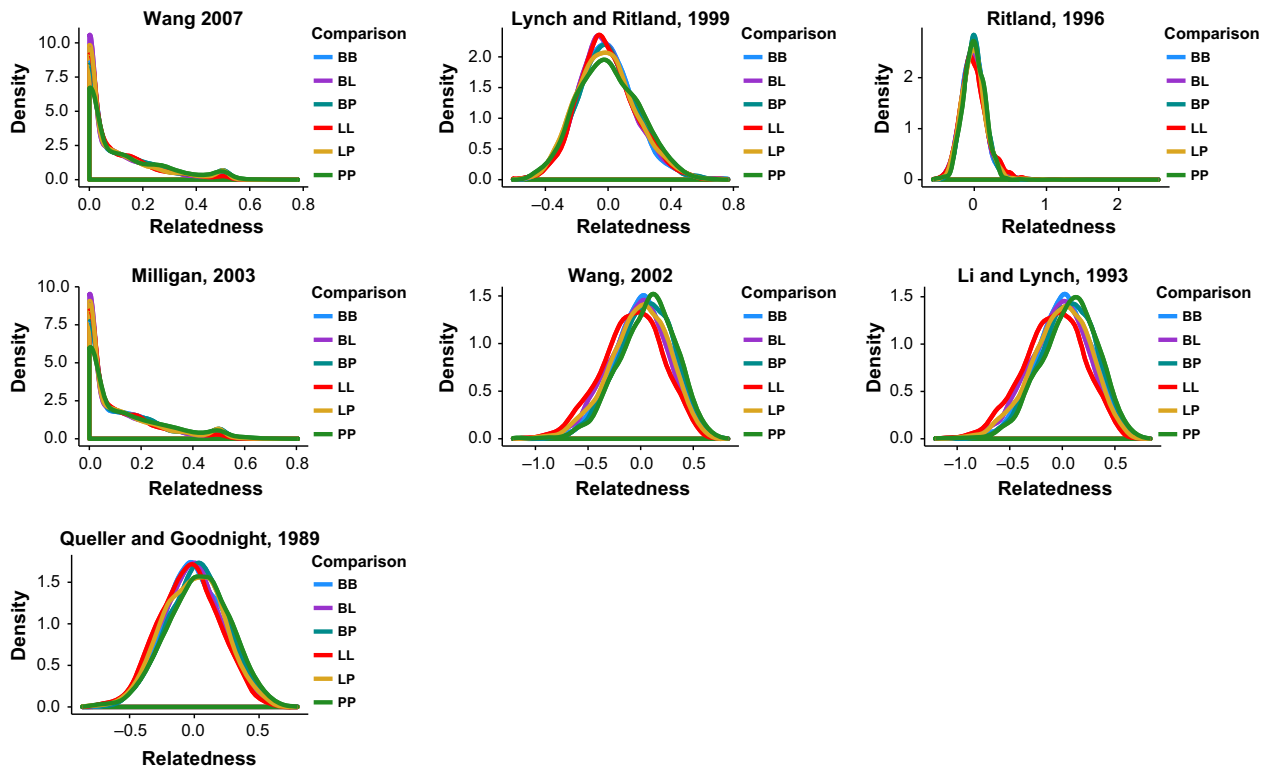 Wang 2007
Density
10.0
7.5
5.0
2.5
0.0
0.0 0.2 0.4 0.6 0.8
Relatedness
Comparison
BB
BL
BP
LL
LP
PP
Lynch and Ritland, 1999
Density
2.0
1.5
1.0
0.5
0.0
–0.4 0.0 0.4 0.8
Relatedness
Comparison
BB
BL
BP
LL
LP
PP
Ritland, 1996
Density
2
1
0
0 1 2
Relatedness
Comparison
BB
BL
BP
LL
LP
PP
Milligan, 2003
Density
10.0
7.5
5.0
2.5
0.0
0.0 0.2 0.4 0.6 0.8
Relatedness
Comparison
BB
BL
BP
LL
LP
PP
Wang, 2002
Density
1.5
1.0
0.5
0.0
–1.0 –0.5 0.0 0.5
Relatedness
Comparison
BB
BL
BP
LL
LP
PP
Li and Lynch, 1993
Density
1.5
1.0
0.5
0.0
–1.0 –0.5 0.0 0.5
Relatedness
Comparison
BB
BL
BP
LL
LP
PP
Queller and Goodnight, 1989
Density
1.5
1.0
0.5
0.0
–0.5 0.0 0.5
Relatedness
Comparison
BB
BL
BP
LL
LP
PP